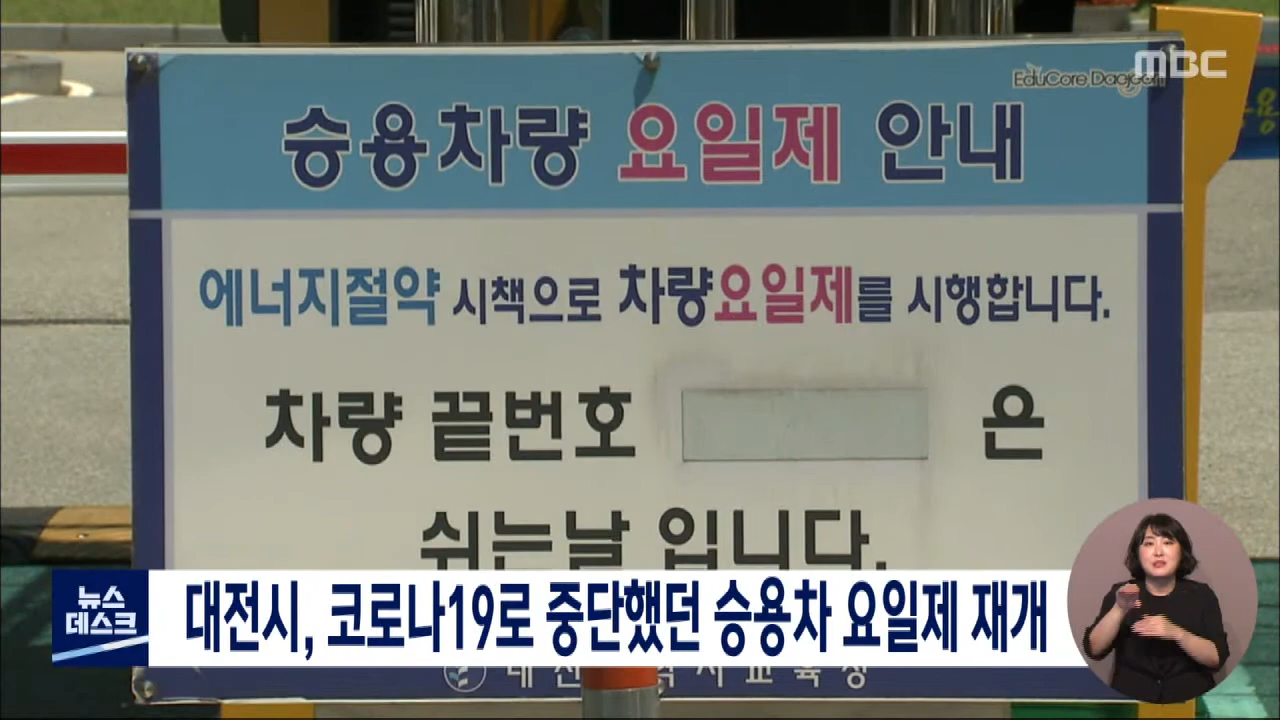 mbc
EduCore Daejeon
승용차량 요일제 안내
에너지절약 시책으로 차량요일제를 시행합니다.
차량 끝번호 은
쉬는날 입니다.
뉴스
데스크
대전시, 코로나19로 중단했던 승용차 요일제 재개